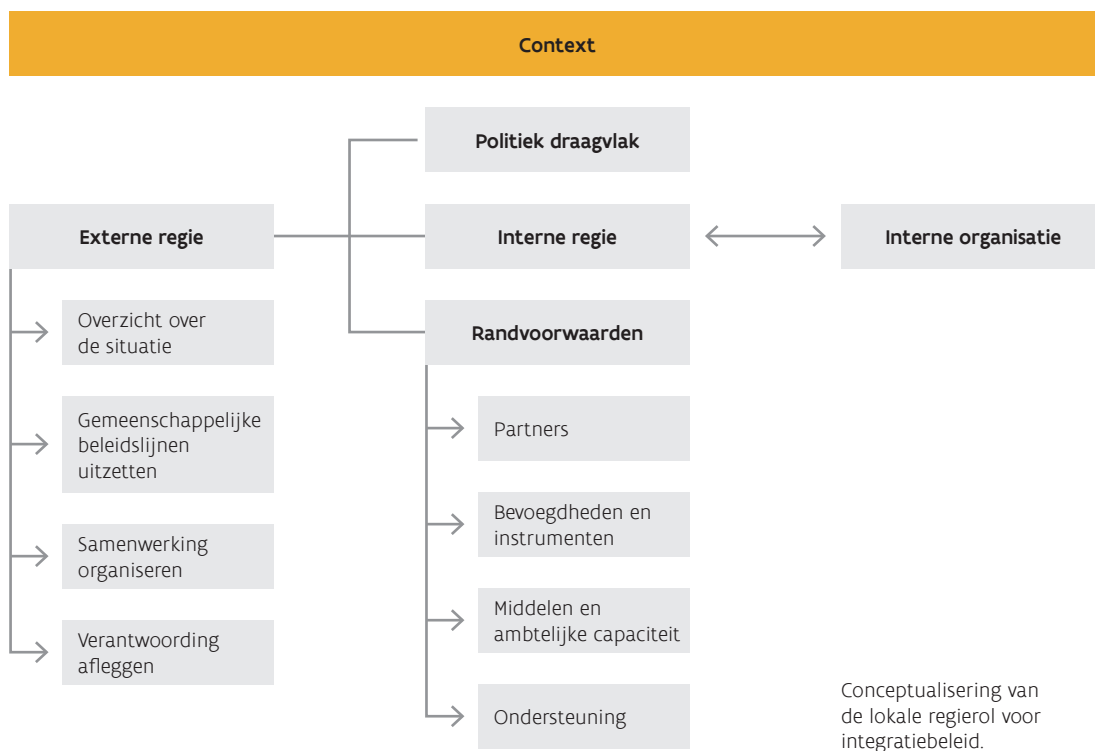 Context
Politiek draagvlak
Externe regie
Interne regie
Interne organisatie
Overzicht over
de situatie
Gemeenschappelijke
beleidslijnen
uitzetten
Samenwerking
organiseren
Verantwoording
afleggen
Randvoorwaarden
Partners
Bevoegdheden en
instrumenten
Middelen en
ambtelijke capaciteit
Ondersteuning
Conceptualisering van
de lokale regierol voor
integratiebeleid.